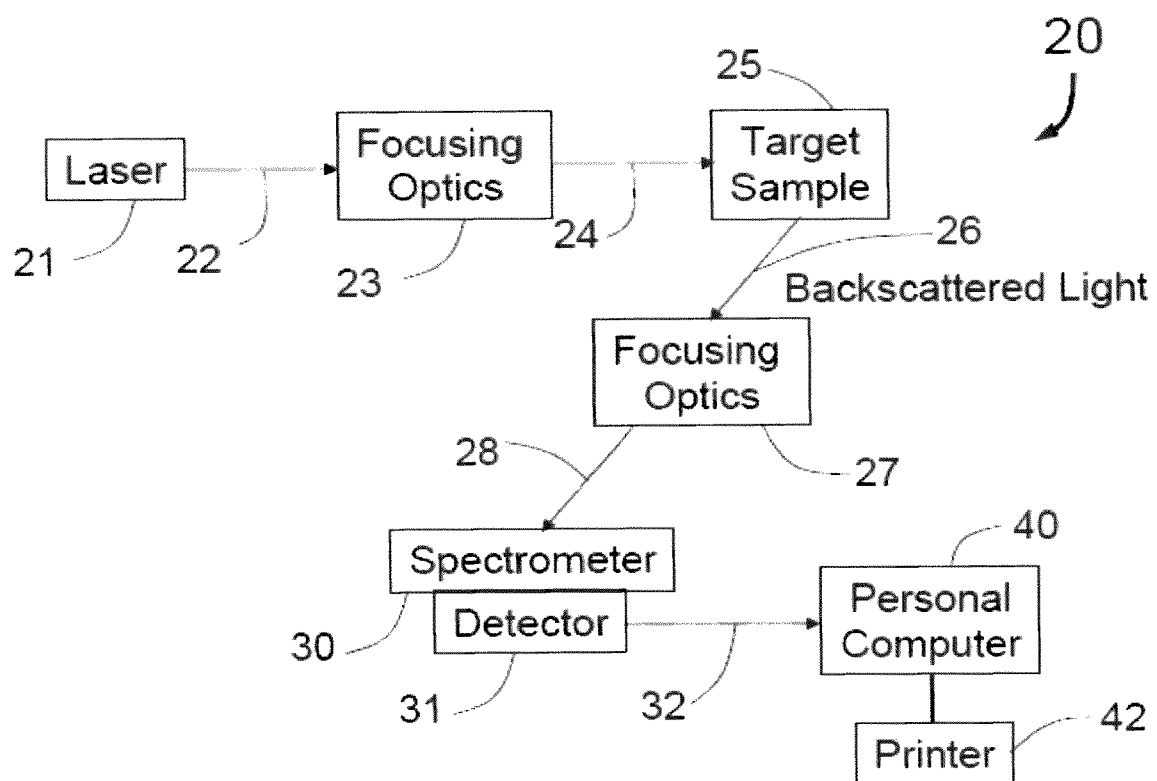 20
25
Laser
Focusing
Optics
Target
Sample
21
22
23
24
26
Backscattered Light
Focusing
Optics
28
27
Spectrometer
Detector
30
31
32
40
Personal
Computer
42
Printer